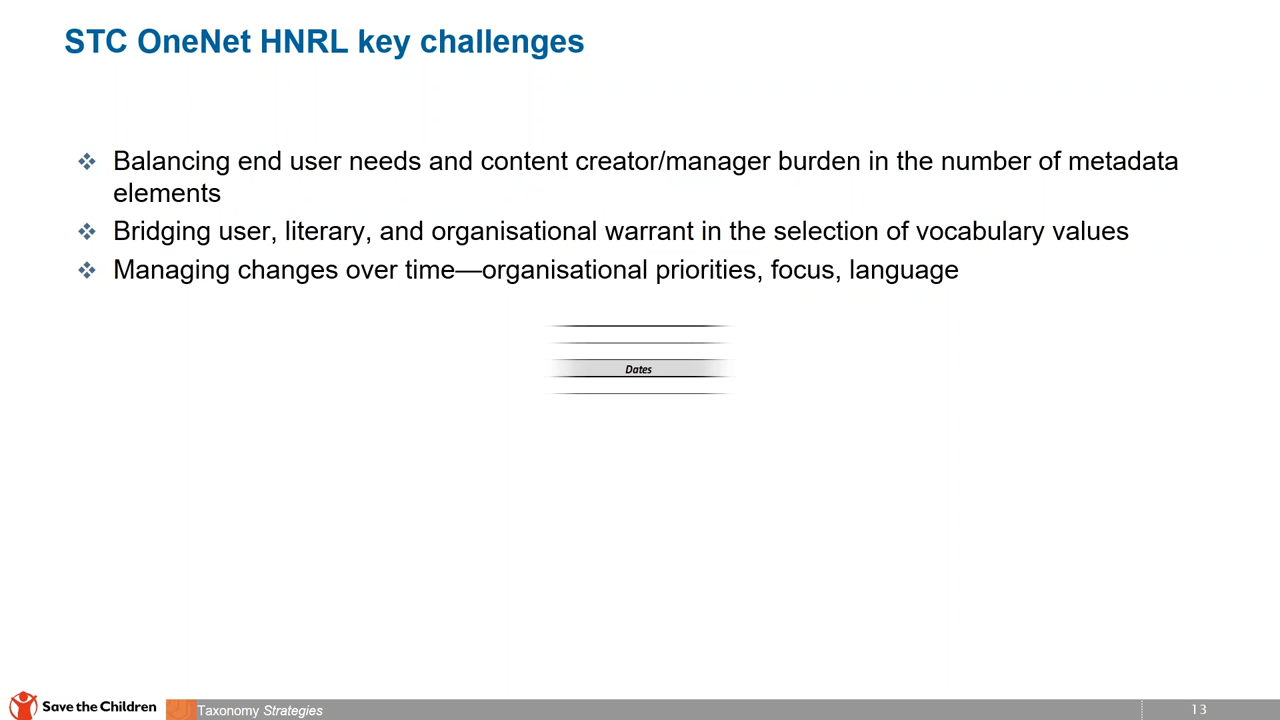 STC OneNet HNRL key challenges
Balancing end user needs and content creator/manager burden in the number of metadata
elements
Bridging user, literary, and organisational warrant in the selection of vocabulary values
Managing changes over time—organisational priorities, focus, language
Dates
Save the Children
Taxonomy Strategies
13